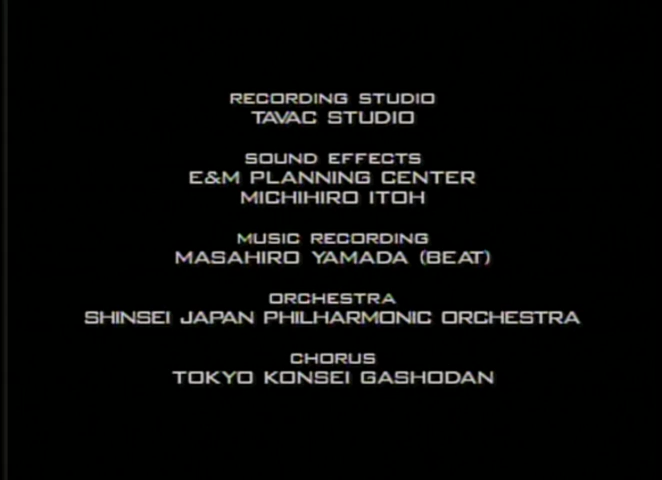 RECORDING STUDIO
TAVAC STUDIO
SOUND EFFECTS
E&M PLANNING CENTER
MICHIHIRO ITOH
MUSIC RECORDING
MASAHIRO YAMADA (BEAT)
ORCHESTRA
SHINSEI JAPAN PHILHARMONIC ORCHESTRA
CHORUS
TOKYO KONSEI GASHODAN